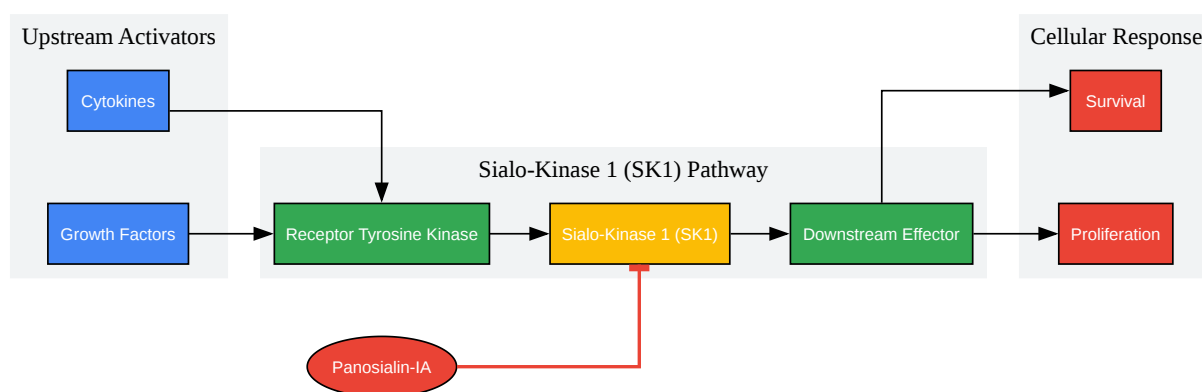 Upstream Activators
Cellular Response
Cytokines
Survival
Sialo-Kinase 1 (SK1) Pathway
Growth Factors
Receptor Tyrosine Kinase
Sialo-Kinase 1 (SK1)
Downstream Effector
Proliferation
Panosialin-IA